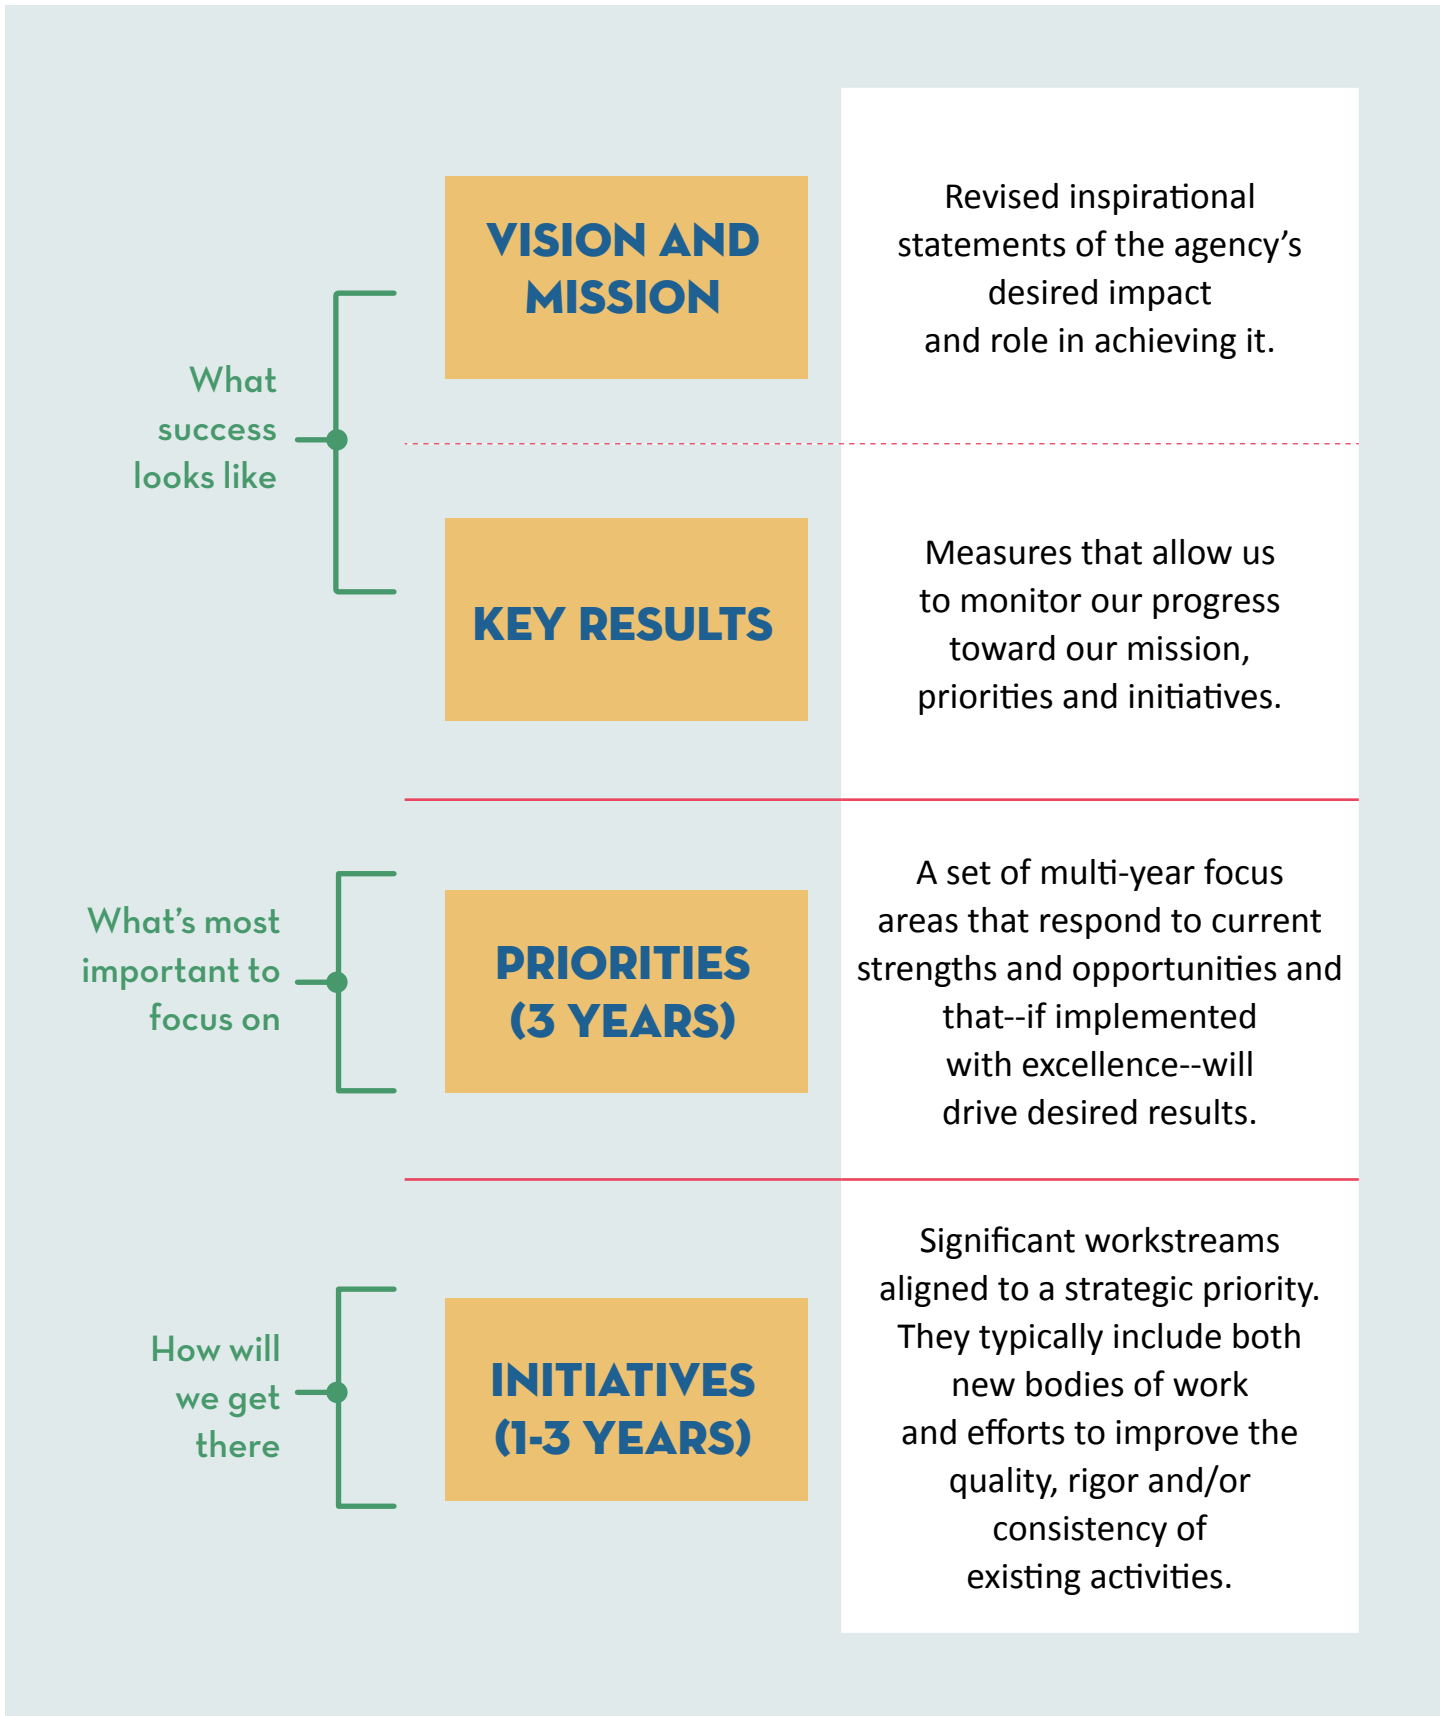 What
success
looks like
VISION AND
MISSION
Revised inspirational
statements of the agency’s
desired impact
and role in achieving it.
KEY RESULTS
Measures that allow us
to monitor our progress
toward our mission,
priorities and initiatives.
What’s most
important to
focus on
PRIORITIES
(3 YEARS)
A set of multi-year focus
areas that respond to current
strengths and opportunities and
that--if implemented
with excellence--will
drive desired results.
How will
we get
there
INITIATIVES
(1-3 YEARS)
Significant workstreams
aligned to a strategic priority.
They typically include both
new bodies of work
and efforts to improve the
quality, rigor and/or
consistency of
existing activities.